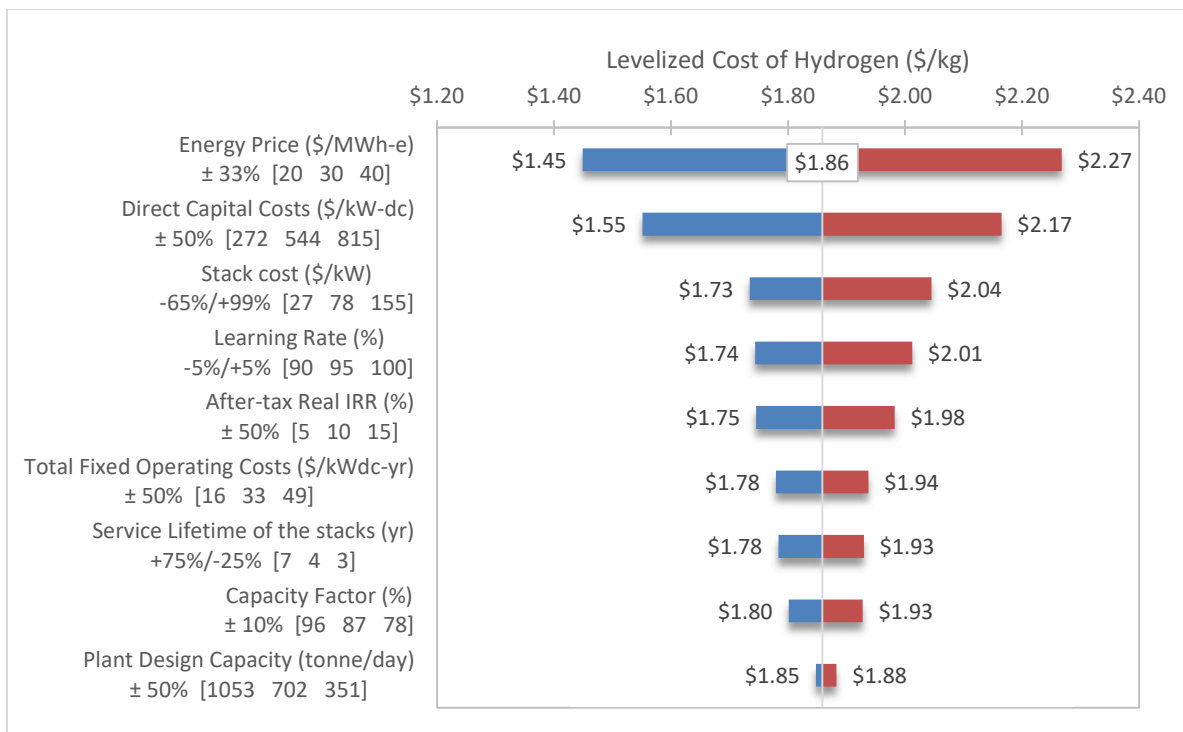 Levelized Cost of Hydrogen ($/kg)
$1.20 $1.40 $1.60 $1.80 $2.00 $2.20 $2.40
Energy Price ($/MWh-e)
± 33% [20 30 40]
$1.45 $1.86 $2.27
Direct Capital Costs ($/kW-dc)
± 50% [272 544 815]
$1.55 $2.17
Stack cost ($/kW)
-65%/+99% [27 78 155]
$1.73 $2.04
Learning Rate (%)
-5%/+5% [90 95 100]
$1.74 $2.01
After-tax Real IRR (%)
± 50% [5 10 15]
$1.75 $1.98
Total Fixed Operating Costs ($/kWdc-yr)
± 50% [16 33 49]
$1.78 $1.94
Service Lifetime of the stacks (yr)
+75%/-25% [7 4 3]
$1.78 $1.93
Capacity Factor (%)
± 10% [96 87 78]
$1.80 $1.93
Plant Design Capacity (tonne/day)
± 50% [1053 702 351]
$1.85 $1.88